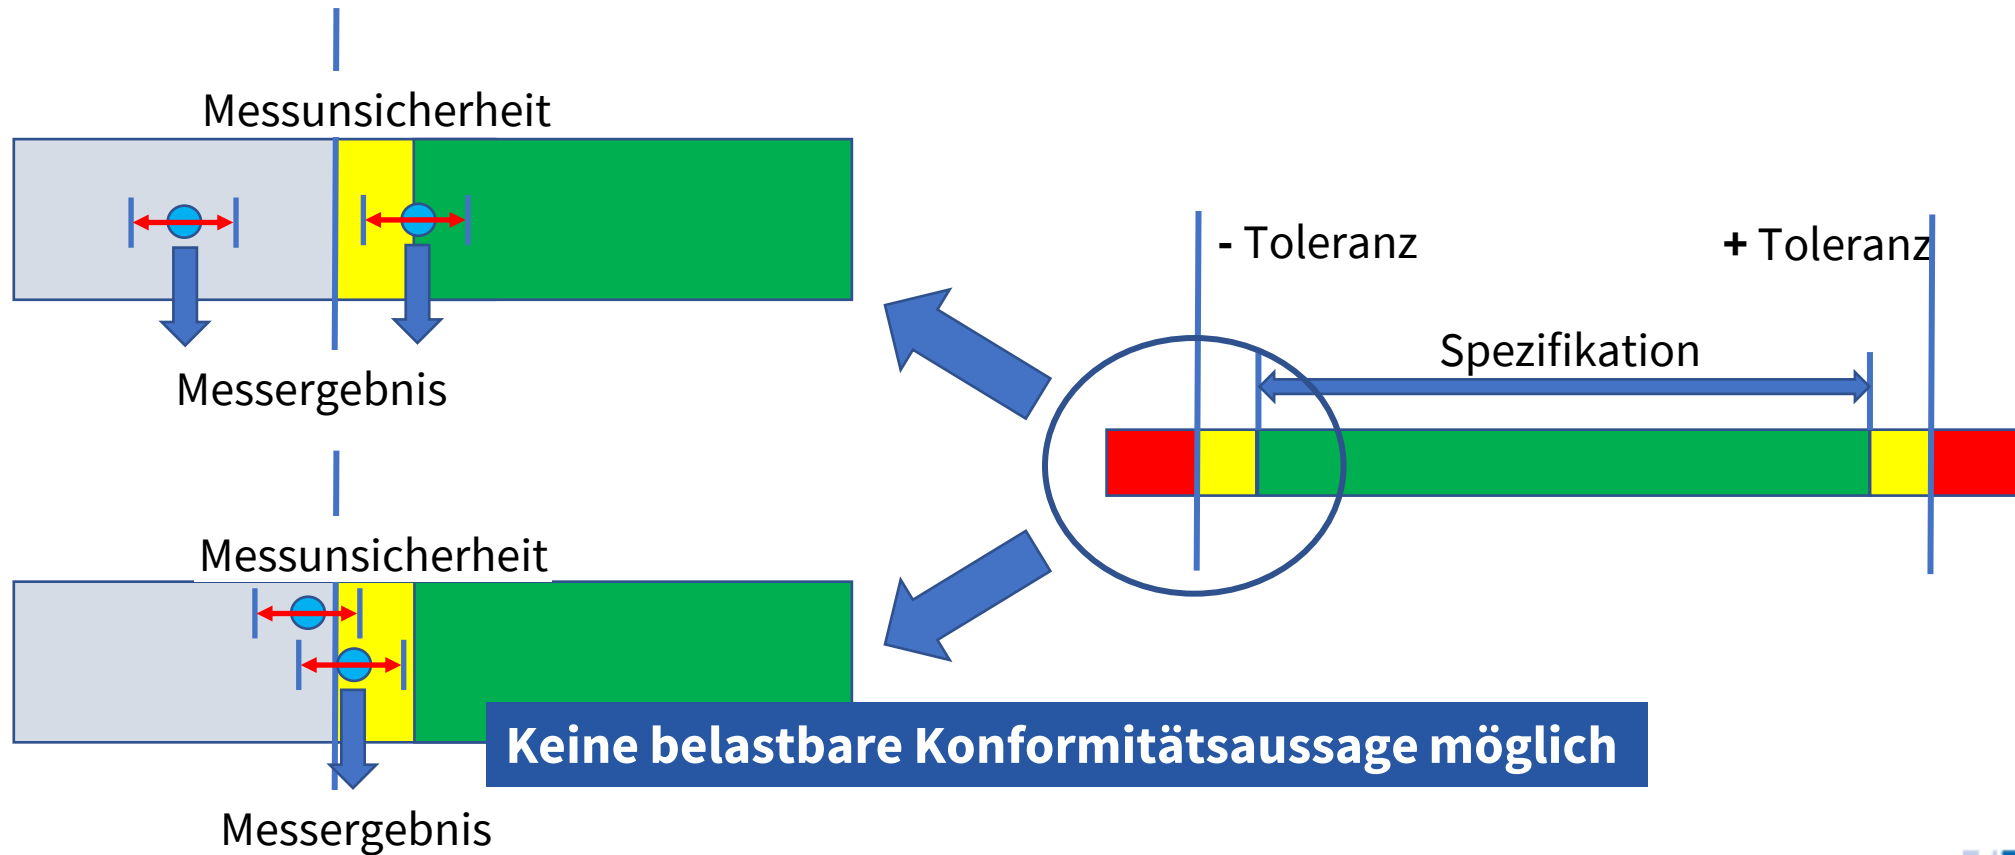 Messunsicherheit
Messergebnis
Messunsicherheit
Messergebnis
- Toleranz
+ Toleranz
Spezifikation
Keine belastbare Konformitätsaussage möglich